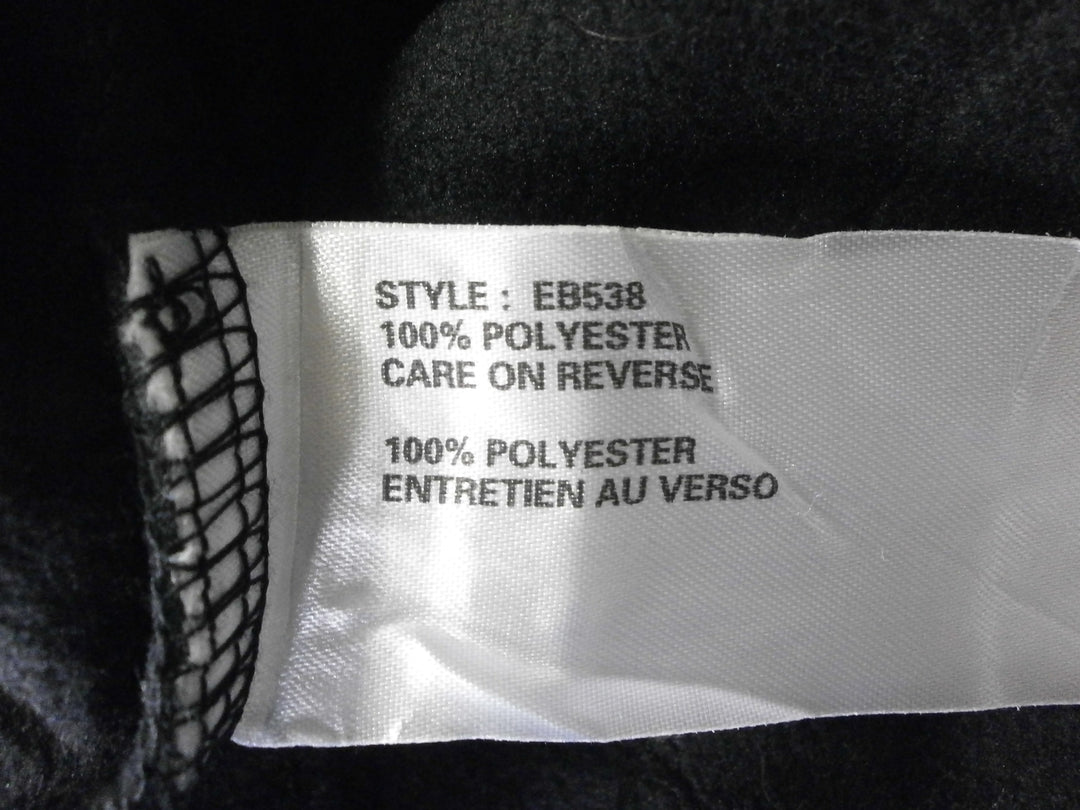 STYLE : EB538
100% POLYESTER
CARE ON REVERSE
100% POLYESTER
ENTRETIEN AU VERSO